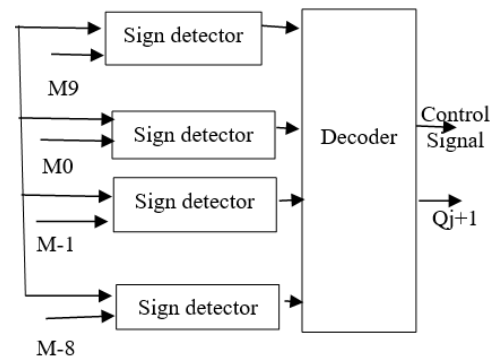 Sign detector
M9
Sign detector
M0
Sign detector
M-1
Sign detector
M-8
Decoder
Control
Signal
Qj+1